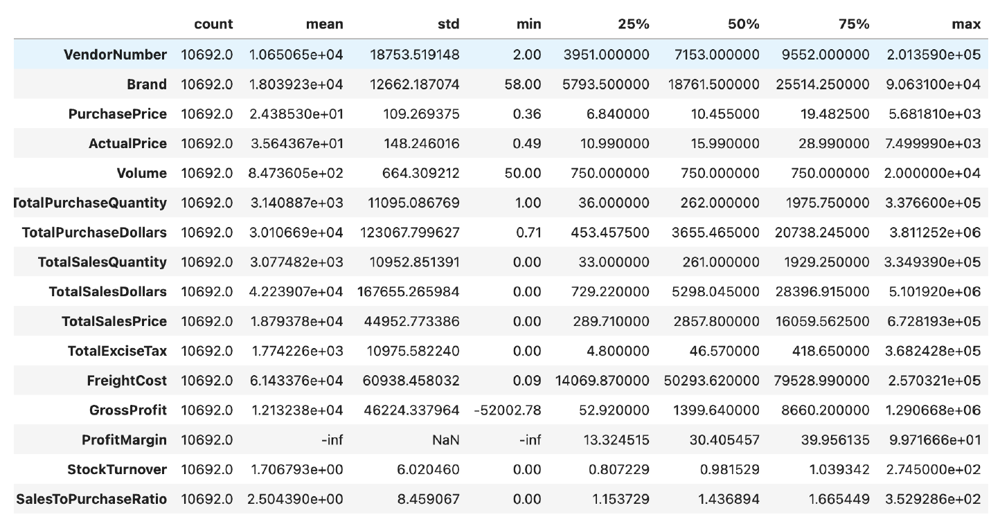 count mean std min 25% 50% 75% max
VendorNumber 10692.0 1.065065e+04 18753.519148 2.00 3951.000000 7153.000000 9552.000000 2.013590e+05
Brand 10692.0 1.803923e+04 12662.187074 58.00 5793.500000 18761.500000 25514.250000 9.063100e+04
PurchasePrice 10692.0 2.438530e+01 109.269375 0.36 6.840000 10.455000 19.482500 5.681810e+03
ActualPrice 10692.0 3.564367e+01 148.246016 0.49 10.990000 15.990000 28.990000 7.499990e+03
Volume 10692.0 8.473605e+02 664.309212 50.00 750.000000 750.000000 750.000000 2.000000e+04
TotalPurchaseQuantity 10692.0 3.140887e+03 11095.086769 1.00 36.000000 262.000000 1975.750000 3.376600e+05
TotalPurchaseDollars 10692.0 3.010669e+04 123067.799627 0.71 453.457500 3655.465000 20738.245000 3.811252e+06
TotalSalesQuantity 10692.0 3.077482e+03 10952.851391 0.00 33.000000 261.000000 1929.250000 3.349390e+05
TotalSalesDollars 10692.0 4.223907e+04 167655.265984 0.00 729.220000 5298.045000 28396.915000 5.101920e+06
TotalSalesPrice 10692.0 1.879378e+04 44952.773386 0.00 289.710000 2857.800000 16059.562500 6.728193e+05
TotalExciseTax 10692.0 1.774226e+03 10975.582240 0.00 4.800000 46.570000 418.650000 3.682428e+05
FreightCost 10692.0 6.143376e+04 60938.458032 0.09 14069.870000 50293.620000 79528.990000 2.570321e+05
GrossProfit 10692.0 1.213238e+04 46224.337964 -52002.78 52.920000 1399.640000 8660.200000 1.290668e+06
ProfitMargin 10692.0 -inf NaN -inf 13.324515 30.405457 39.956135 9.971666e+01
StockTurnover 10692.0 1.706793e+00 6.020460 0.00 0.807229 0.981529 1.039342 2.745000e+02
SalesToPurchaseRatio 10692.0 2.504390e+00 8.459067 0.00 1.153729 1.436894 1.665449 3.529286e+02